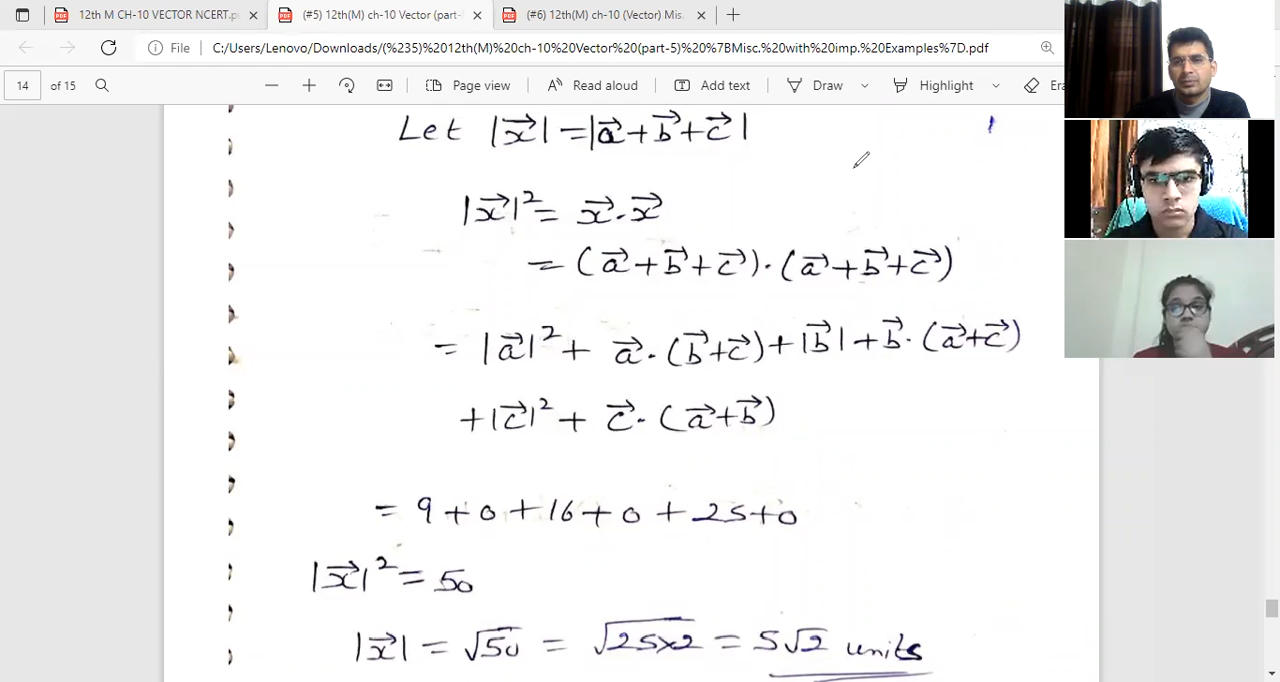 12th M CH-10 VECTOR NCERT.p
(#5) 12th(M) ch-10 Vector (part-
(#6) 12th(M) ch-10 (Vector) Mis.
File C:/Users/Lenovo/Downloads/(%235)%2012th(M)%20ch-10%20Vector%20(part-5)%20%7BMisc.%20with%20imp.%20Examples%7D.pdf
14 of 15 Page view Read aloud Add text Draw Highlight Era
Let |x⃗| = |a⃗+b⃗+c⃗|
|x⃗|² = x⃗.x⃗
= (a⃗+b⃗+c⃗).(a⃗+b⃗+c⃗)
= |a⃗|² + a⃗.(b⃗+c⃗) + |b⃗| + b⃗.(a⃗+c⃗)
+ |c⃗|² + c⃗.(a⃗+b⃗)
= 9+0+16+0+25+0
|x⃗|² = 50
|x⃗| = √50 = √25×2 = 5√2 units